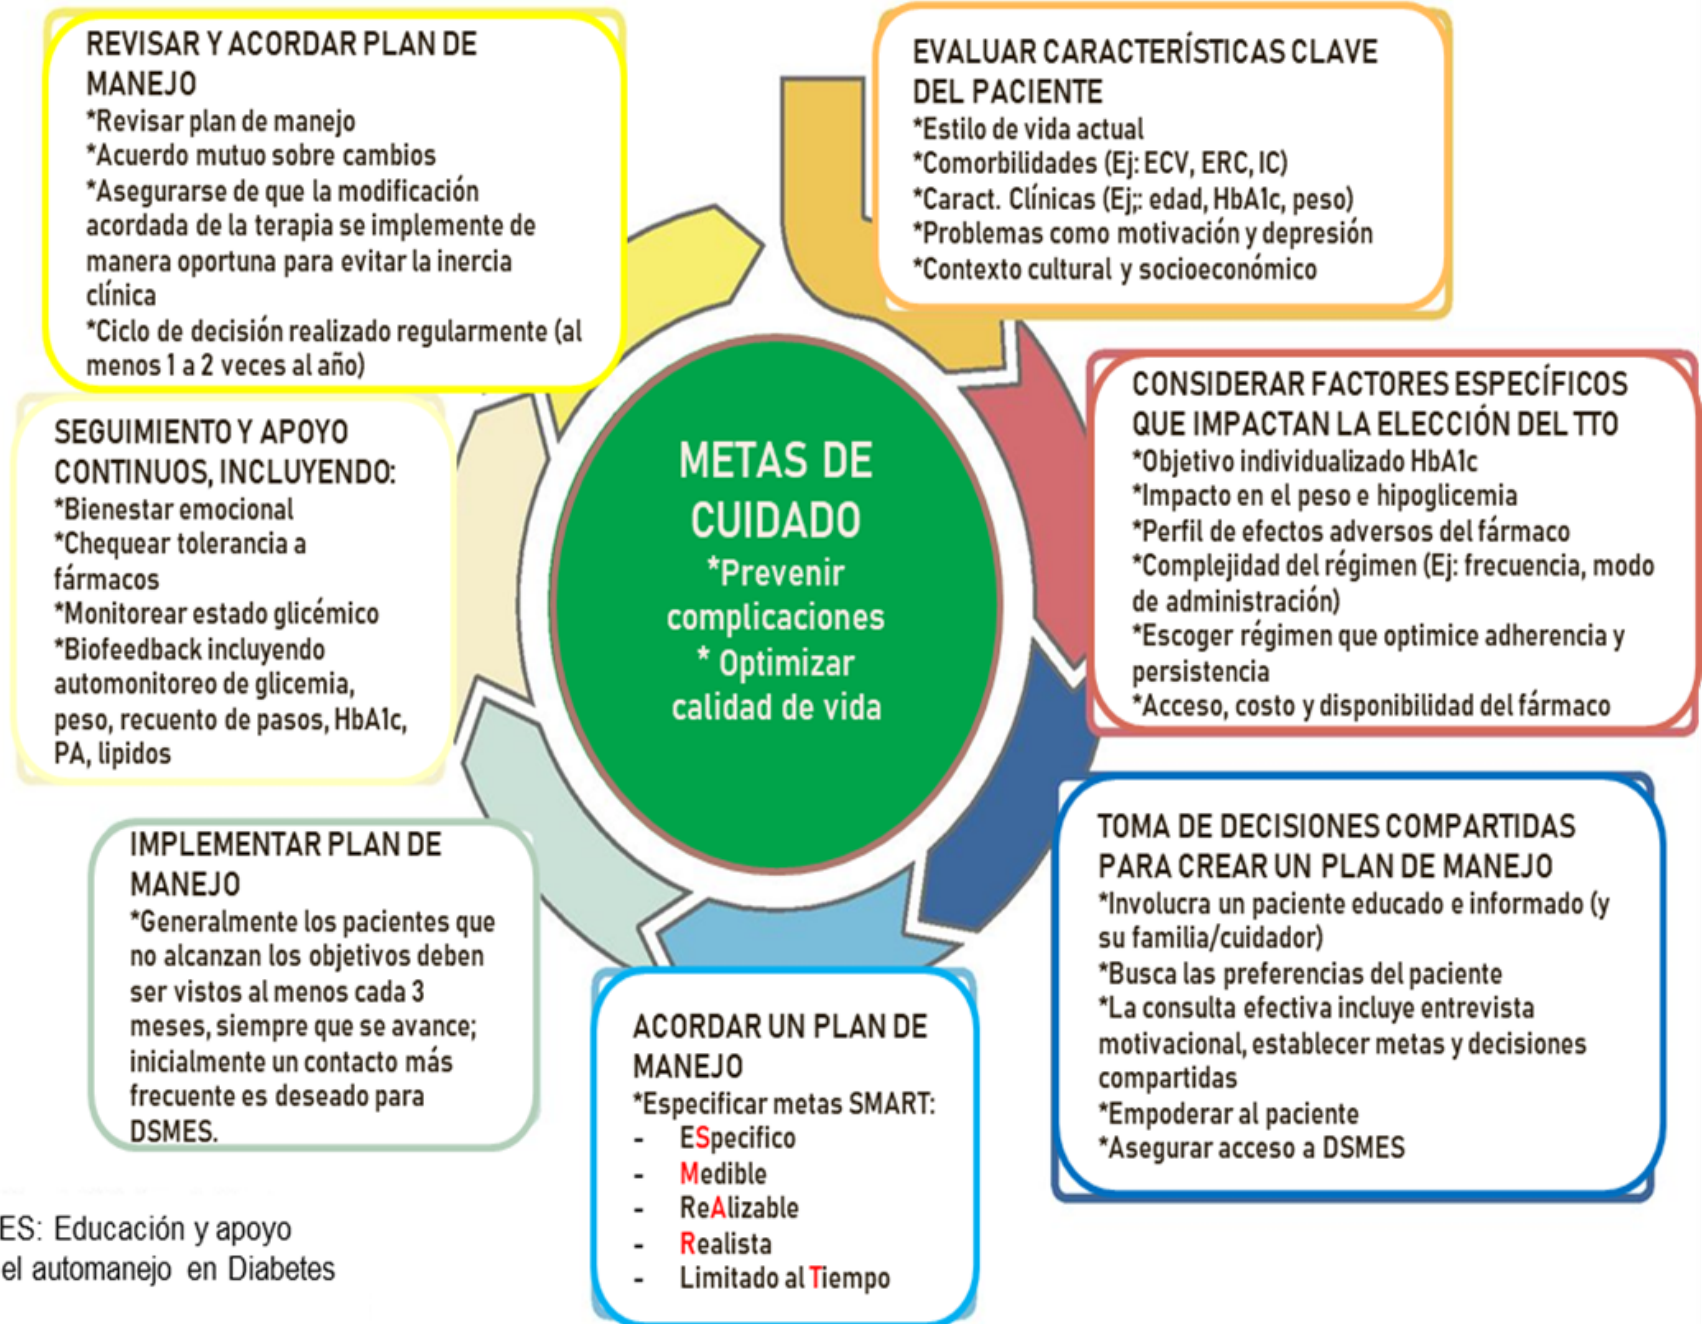 REVISAR Y ACORDAR PLAN DE
MANEJO
*Revisar plan de manejo
*Acuerdo mutuo sobre cambios
*Asegurarse de que la modificación
acordada de la terapia se implemente de
manera oportuna para evitar la inercia
clínica
*Ciclo de decisión realizado regularmente (al
menos 1 a 2 veces al año)
EVALUAR CARACTERÍSTICAS CLAVE
DEL PACIENTE
*Estilo de vida actual
*Comorbilidades (Ej: ECV, ERC, IC)
*Caract. Clínicas (Ej;: edad, HbA1c, peso)
*Problemas como motivación y depresión
*Contexto cultural y socioeconómico
CONSIDERAR FACTORES ESPECÍFICOS
QUE IMPACTAN LA ELECCIÓN DEL TTO
*Objetivo individualizado HbA1c
*Impacto en el peso e hipoglicemia
*Perfil de efectos adversos del fármaco
*Complejidad del régimen (Ej: frecuencia, modo
de administración)
*Escoger régimen que optimice adherencia y
persistencia
*Acceso, costo y disponibilidad del fármaco
SEGUIMIENTO Y APOYO
CONTINUOS, INCLUYENDO:
*Bienestar emocional
*Chequear tolerancia a
fármacos
*Monitorear estado glicémico
*Biofeedback incluyendo
automonitoreo de glicemia,
peso, recuento de pasos, HbA1c,
PA, lipidos
METAS DE
CUIDADO
*Prevenir
complicaciones
* Optimizar
calidad de vida
TOMA DE DECISIONES COMPARTIDAS
PARA CREAR UN PLAN DE MANEJO
*Involucra un paciente educado e informado (y
su familia/cuidador)
*Busca las preferencias del paciente
*La consulta efectiva incluye entrevista
motivacional, establecer metas y decisiones
compartidas
*Empoderar al paciente
*Asegurar acceso a DSMES
IMPLEMENTAR PLAN DE
MANEJO
*Generalmente los pacientes que
no alcanzan los objetivos deben
ser vistos al menos cada 3
meses, siempre que se avance;
inicialmente un contacto más
frecuente es deseado para
DSMES.
ACORDAR UN PLAN DE
MANEJO
*Especificar metas SMART:
- ESpecifico
- Medible
- ReAlizable
- Realista
- Limitado al Tiempo
ES: Educación y apoyo
el automanejo en Diabetes